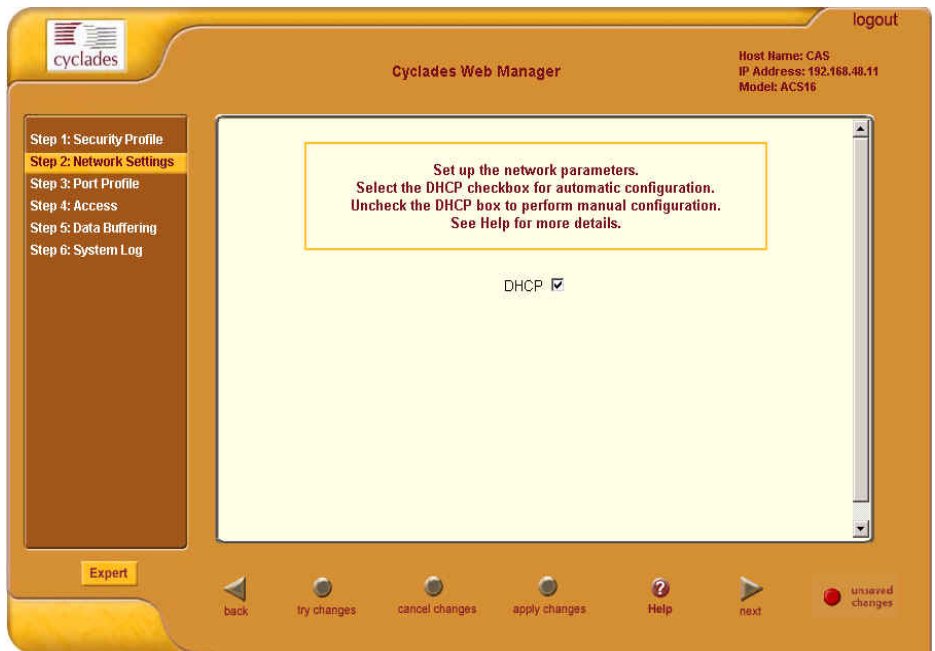 logout
cyclades
Cyclades Web Manager
Host Name: CAS
IP Address: 192.168.48.11
Model: ACS16
Step 1: Security Profile
Step 2: Network Settings
Step 3: Port Profile
Step 4: Access
Step 5: Data Buffering
Step 6: System Log
Set up the network parameters.
Select the DHCP checkbox for automatic configuration.
Uncheck the DHCP box to perform manual configuration.
See Help for more details.
DHCP
Expert
back
try changes
cancel changes
apply changes
?
Help
next
unsaved
changes